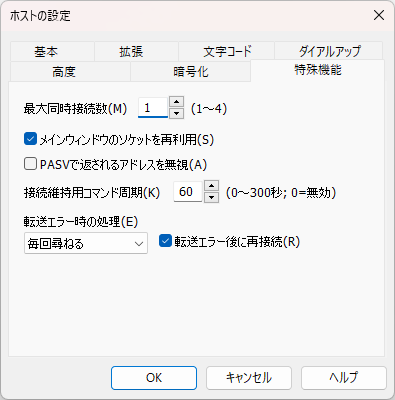 ホストの設定
基本 拡張 文字コード ダイアルアップ
高度 暗号化 特殊機能
最大同時接続数(M) 1 (1～4)
メインウィンドウのソケットを再利用(S)
PASVで返されるアドレスを無視(A)
接続維持用コマンド周期(K) 60 (0～300秒; 0=無効)
転送エラー時の処理(E)
毎回尋ねる 転送エラー後に再接続(R)
OK キャンセル ヘルプ